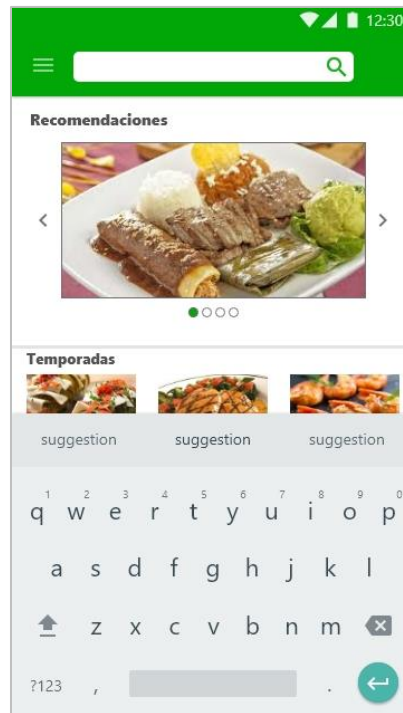 12:30
Recomendaciones
Temporadas
suggestion suggestion suggestion
1 2 3 4 5 6 7 8 9 0
q w e r t y u i o p
a s d f g h j k l
z x c v b n m
?123 , .